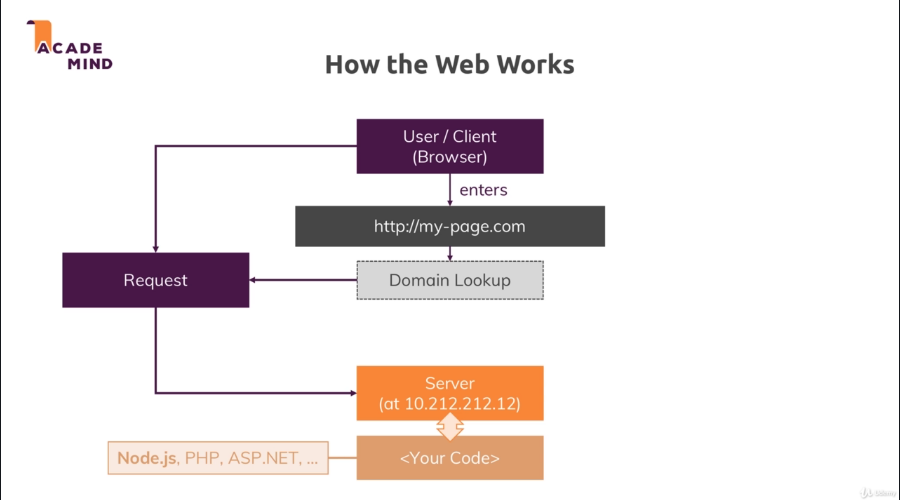 ACADE
MIND
How the Web Works
User / Client
(Browser)
enters
http://my-page.com
Request
Domain Lookup
Server
(at 10.212.212.12)
Node.js, PHP, ASP.NET, ...
<Your Code>
Udemy